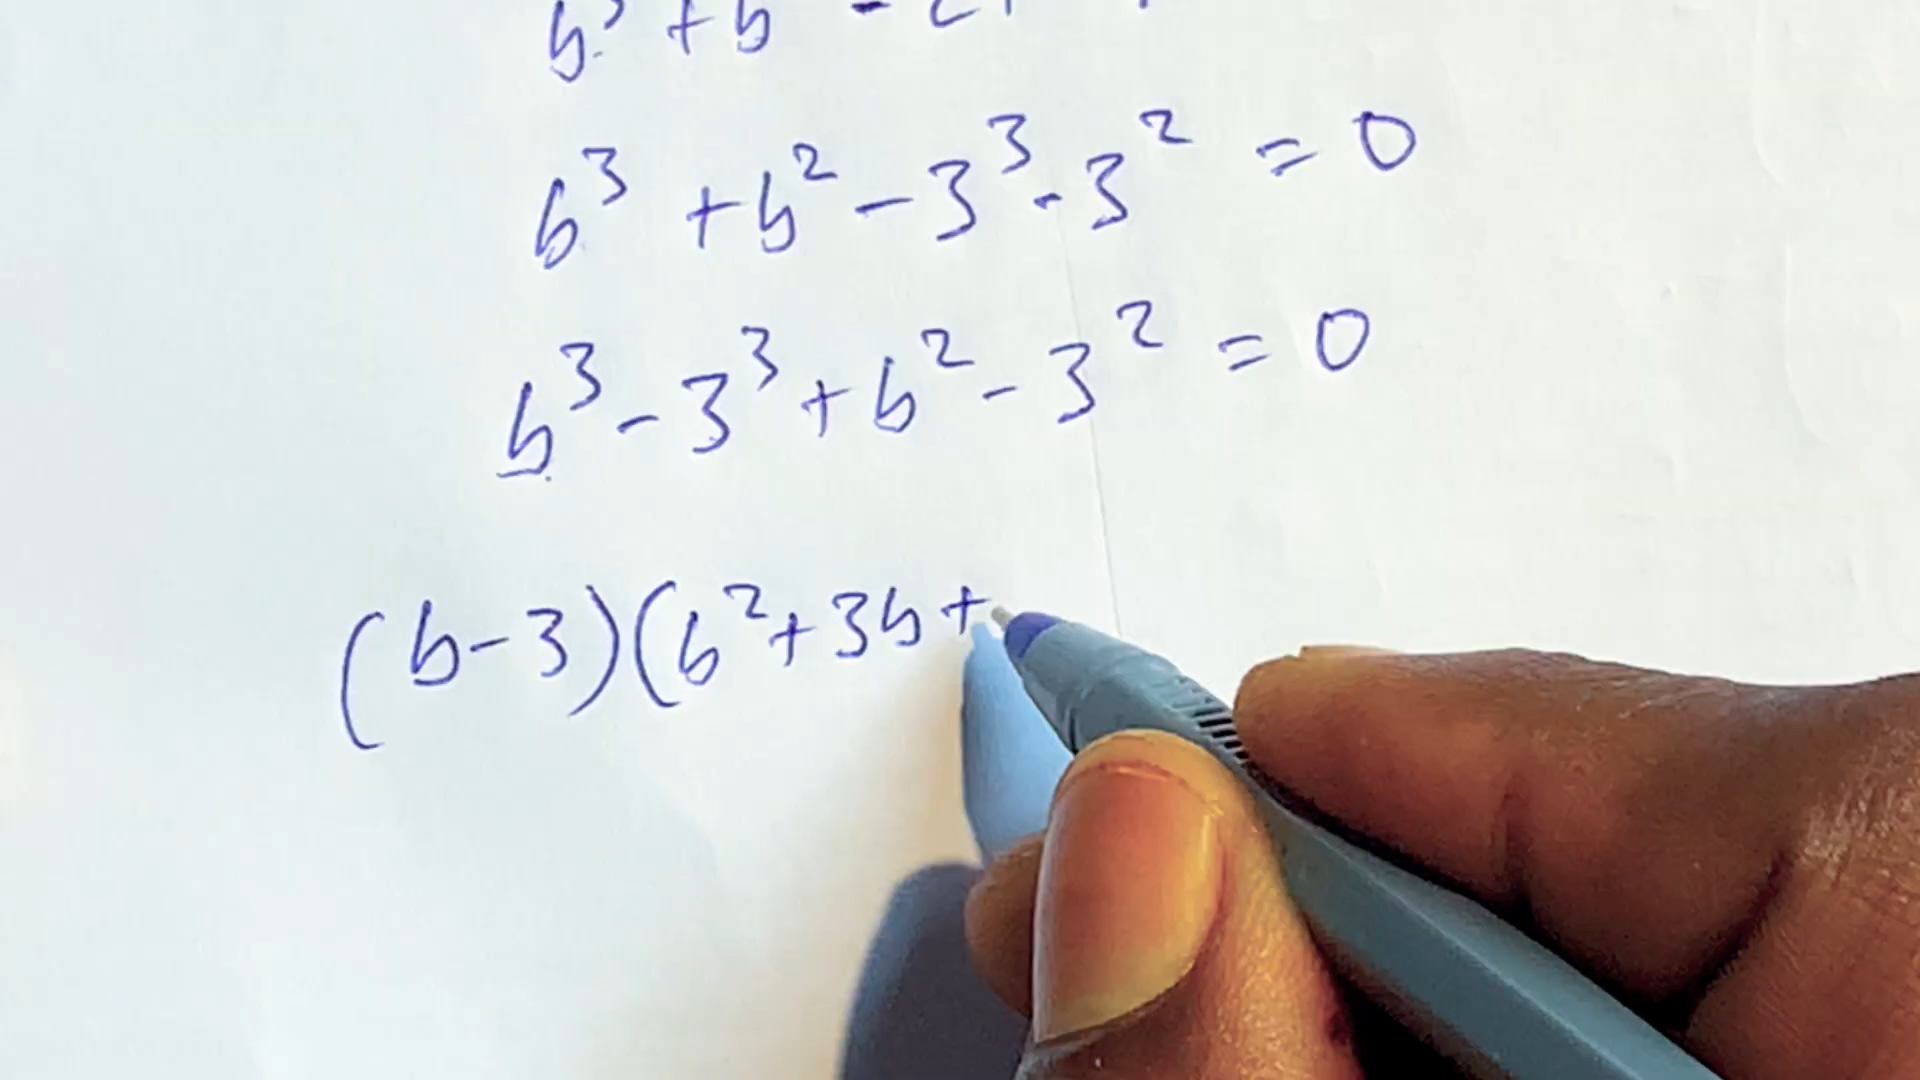 b³ + b² - 3³ - 3² = 0
b³ - 3³ + b² - 3² = 0
(b-3)(b² + 3b +